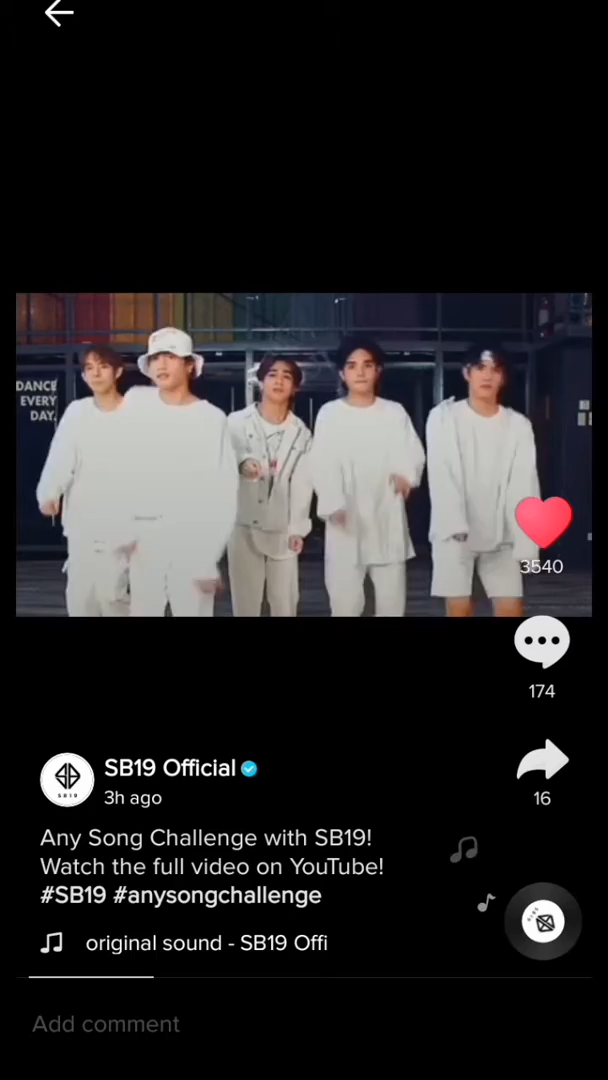 DANCE
EVERY
DAY.
3540
174
16
SB19 Official
SB19
3h ago
Any Song Challenge with SB19!
Watch the full video on YouTube!
#SB19 #anysongchallenge
original sound - SB19 Offi
Add comment